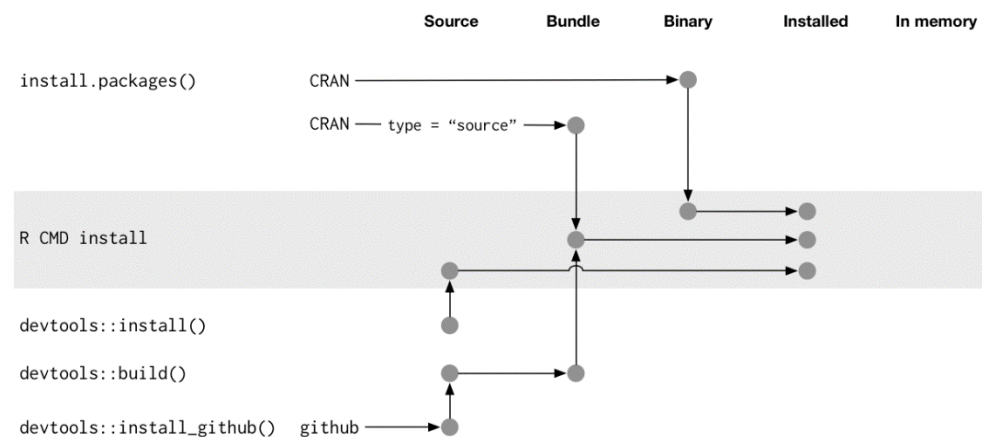 Source Bundle Binary Installed In memory
install.packages() CRAN
CRAN type = “source”
R CMD install
devtools::install()
devtools::build()
devtools::install_github() github